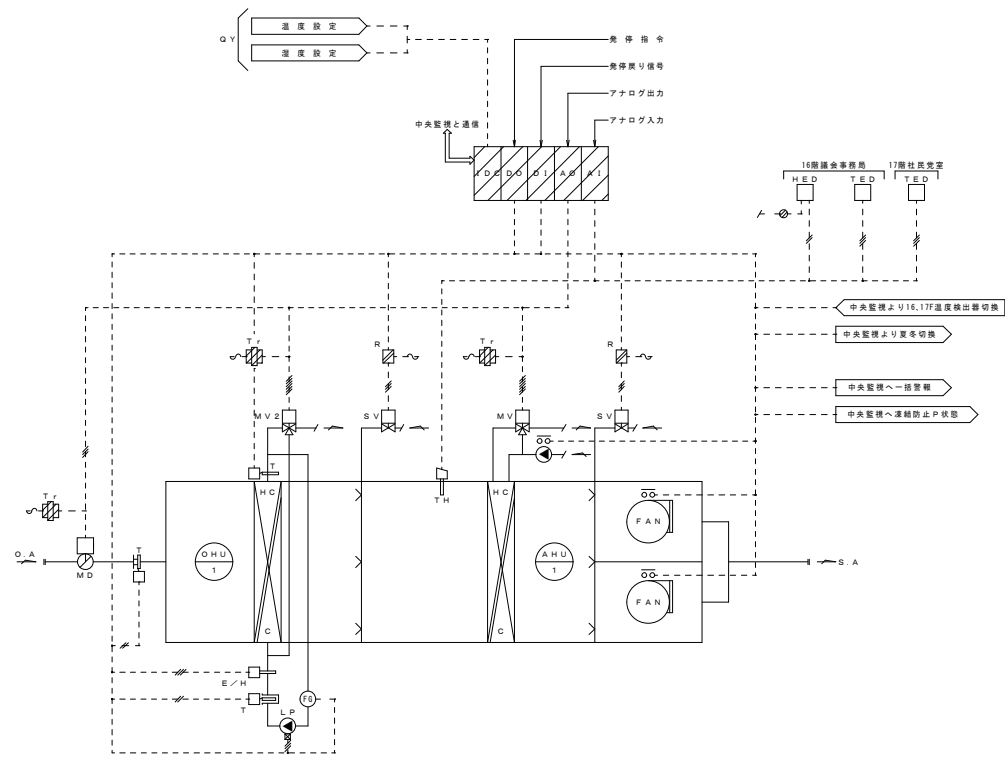 QY
温度設定
湿度設定
発停指令
発停戻り信号
アナログ出力
アナログ入力
中央監視と通信
IDC DO DI AO AI
16階議会事務局 17階社民党室
HED TED TED
中央監視より16,17F温度検出器切換
中央監視より夏冬切換
Tr R Tr R
中央監視へ一括警報
中央監視へ凍結防止P状態
MV2 SV MV SV
T
HC TH HC
Tr
FAN
O.A T OHU AHU S.A
MD 1 1
FAN
C C
E/H
T LP FG